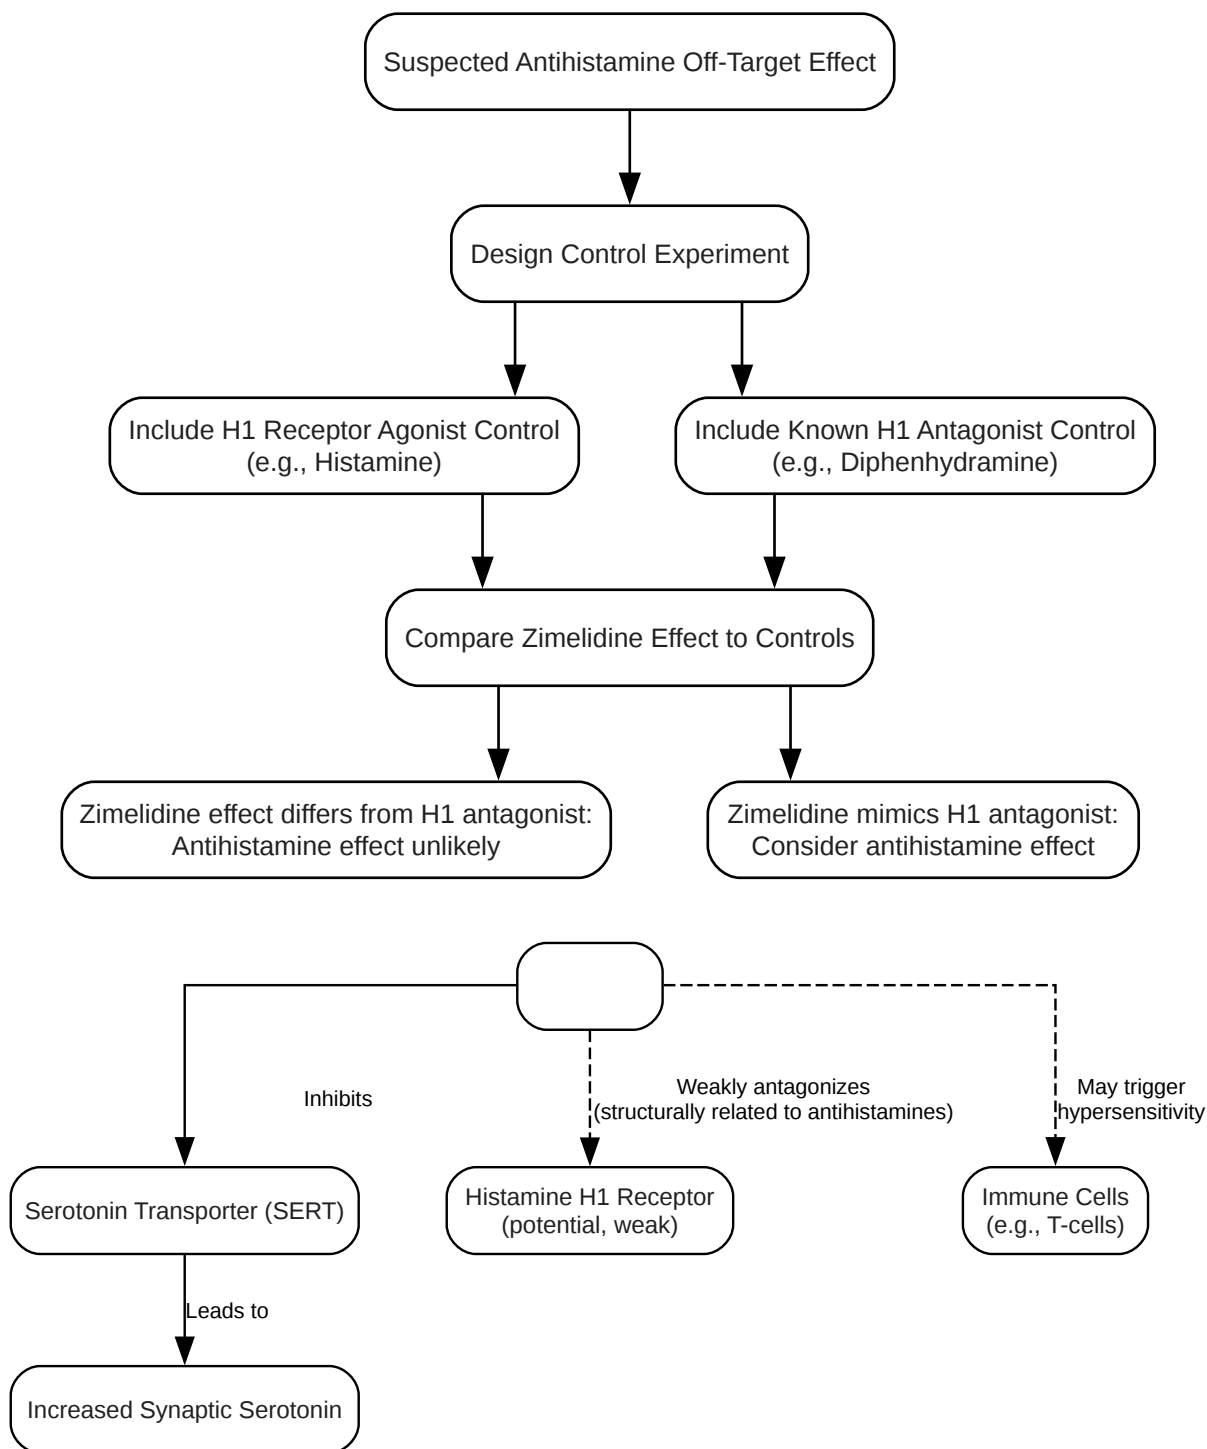 Suspected Antihistamine Off-Target Effect
Design Control Experiment
Include H1 Receptor Agonist Control
(e.g., Histamine)
Include Known H1 Antagonist Control
(e.g., Diphenhydramine)
Compare Zimelidine Effect to Controls
Zimelidine effect differs from H1 antagonist:
Antihistamine effect unlikely
Zimelidine mimics H1 antagonist:
Consider antihistamine effect
Inhibits
Weakly antagonizes
(structurally related to antihistamines)
May trigger
hypersensitivity
Serotonin Transporter (SERT)
Histamine H1 Receptor
(potential, weak)
Immune Cells
(e.g., T-cells)
Leads to
Increased Synaptic Serotonin